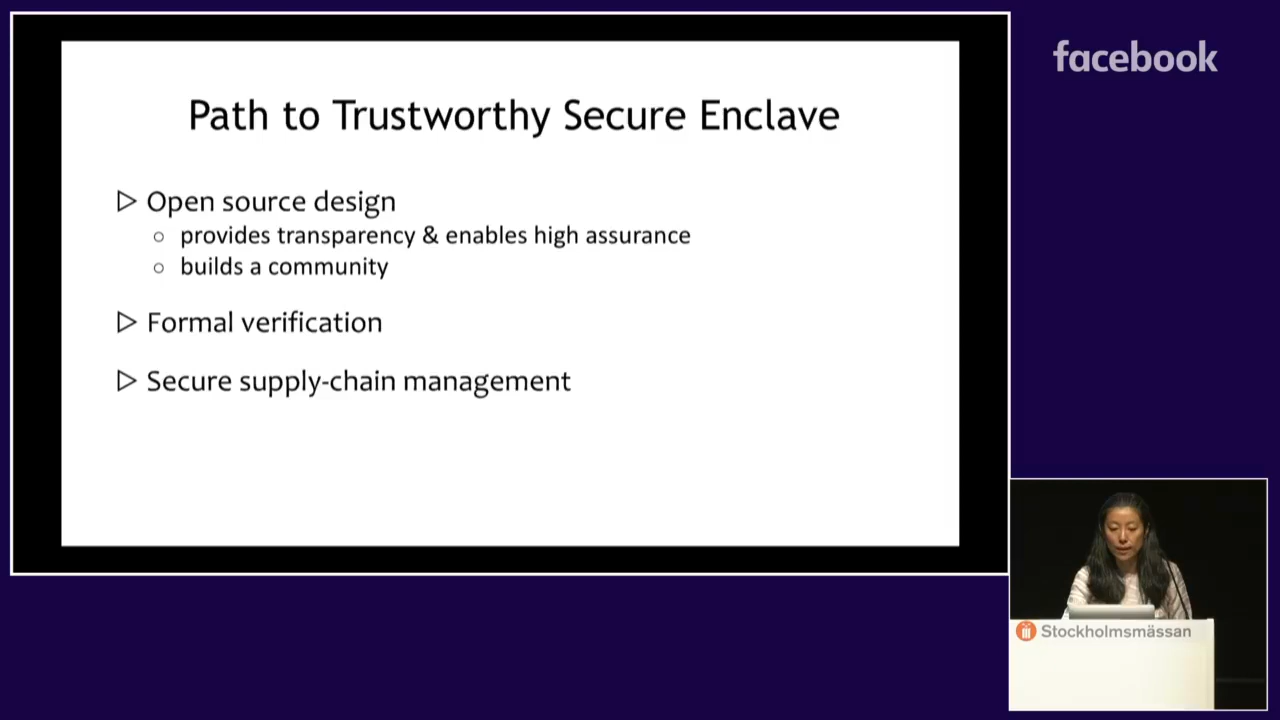 Path to Trustworthy Secure Enclave
▷ Open source design
○ provides transparency & enables high assurance
○ builds a community
▷ Formal verification
▷ Secure supply-chain management
facebook
Stockholmsmässan